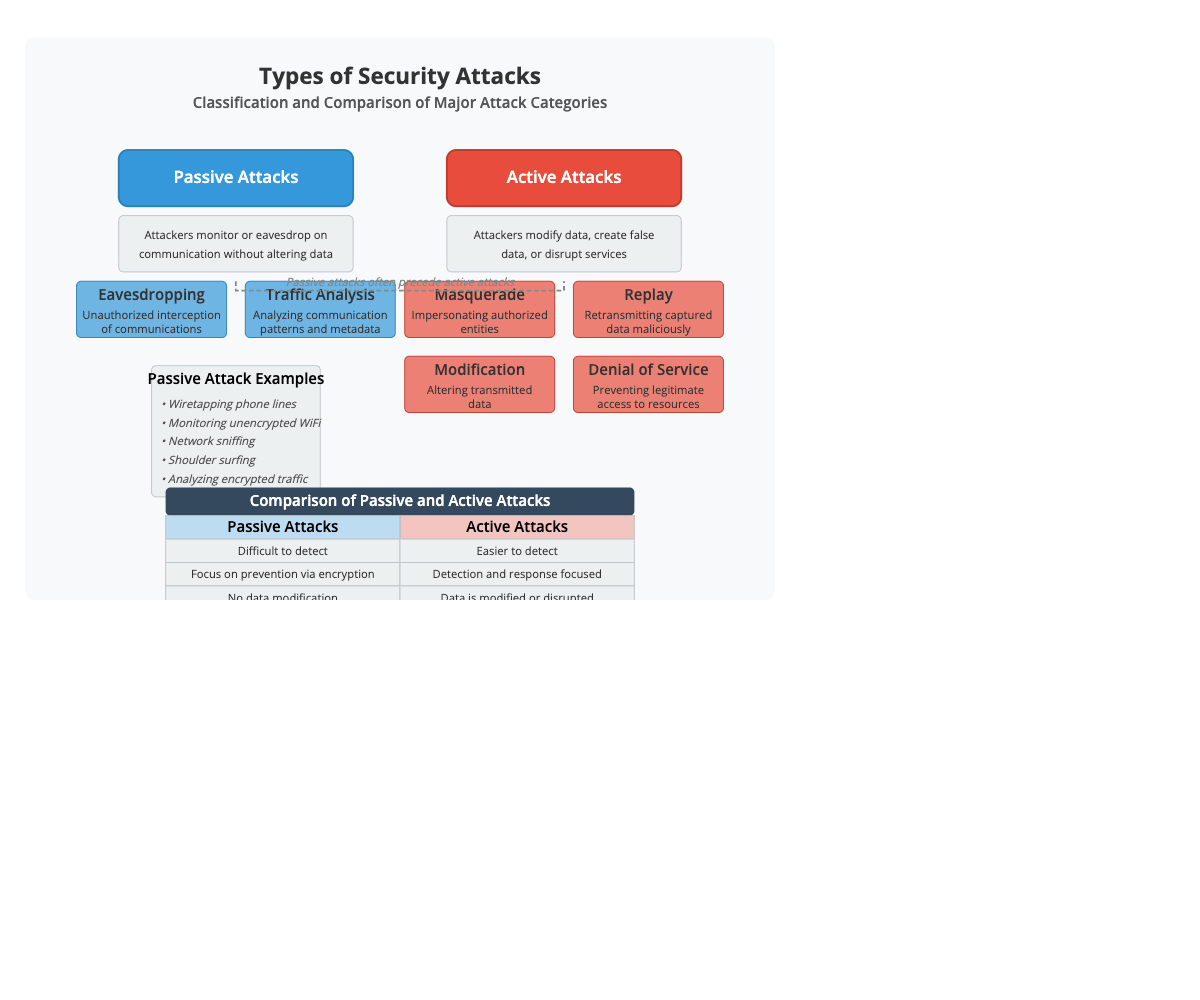 Types of Security Attacks
Classification and Comparison of Major Attack Categories
Passive Attacks
Active Attacks
Attackers monitor or eavesdrop on
communication without altering data
Attackers modify data, create false
data, or disrupt services
Passive attacks often precede active attacks
Eavesdropping
Unauthorized interception
of communications
Traffic Analysis
Analyzing communication
patterns and metadata
Masquerade
Impersonating authorized
entities
Replay
Retransmitting captured
data maliciously
Modification
Altering transmitted
data
Denial of Service
Preventing legitimate
access to resources
Passive Attack Examples
• Wiretapping phone lines
• Monitoring unencrypted WiFi
• Network sniffing
• Shoulder surfing
• Analyzing encrypted traffic
Comparison of Passive and Active Attacks
Passive Attacks
Active Attacks
Difficult to detect
Easier to detect
Focus on prevention via encryption
Detection and response focused
No data modification
Data is modified or disrupted